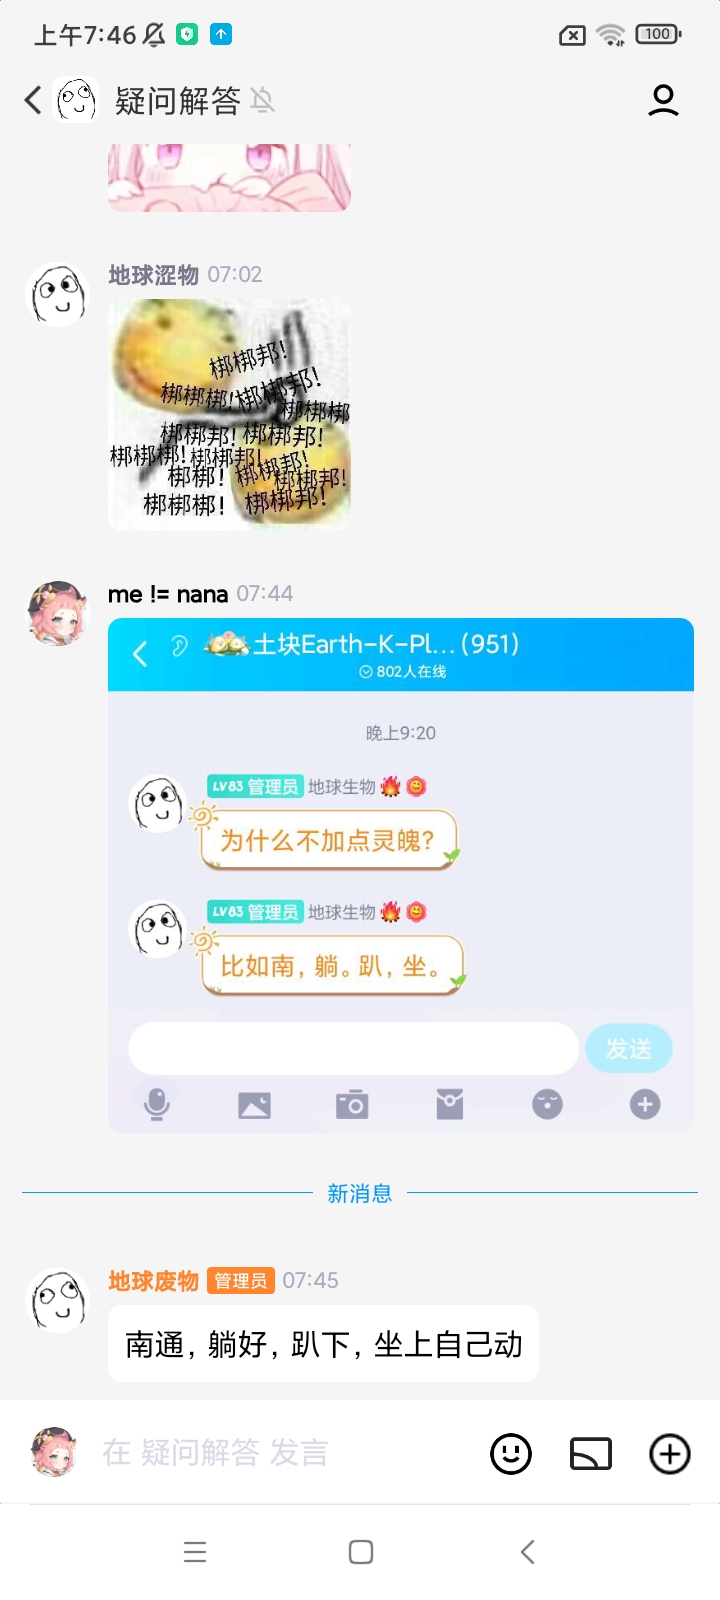 上午7:46
100
疑问解答
地球涩物 07:02
梆梆邦!
梆梆梆!梆梆邦!
梆梆梆
梆梆邦! 梆梆邦!
梆梆梆! 梆梆邦!
梆梆! 梆梆邦!
梆梆邦!
梆梆梆! 梆梆邦!
me != nana 07:44
土块Earth-K-Pl... (951)
802人在线
晚上9:20
LV83 管理员 地球生物
为什么不加点灵魄?
LV83 管理员 地球生物
比如南，躺。趴，坐。
发送
新消息
地球废物 管理员 07:45
南通，躺好，趴下，坐上自己动
在 疑问解答 发言